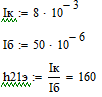 Iк := 8 · 10⁻³
Iб := 50 · 10⁻⁶
h21э := Iк / Iб = 160